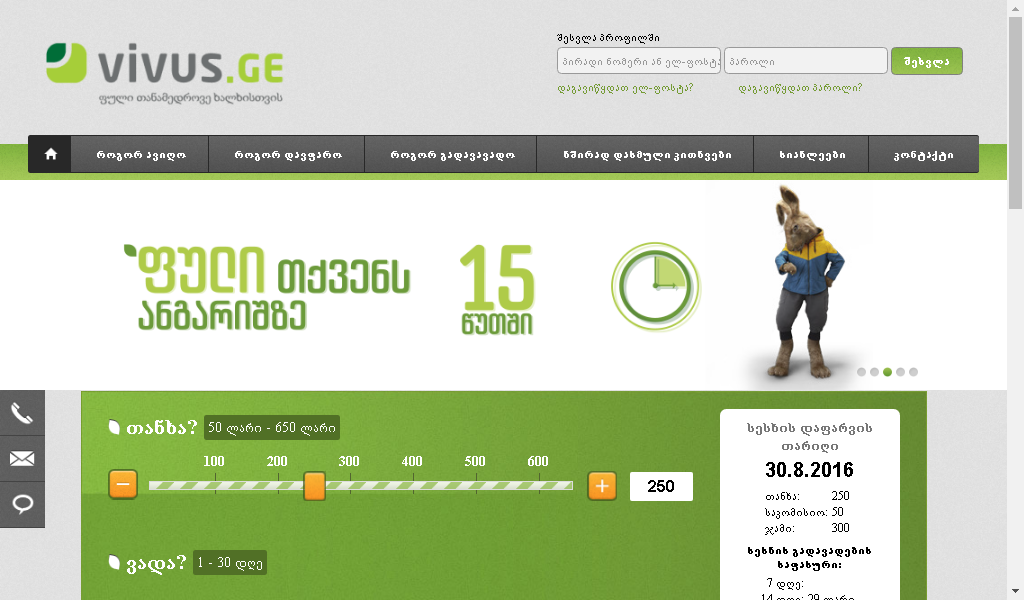 შესვლა პროფილში
vivus.GE
ფული თანამედროვე ხალხისთვის
პირადი ნომერი ან ელ-ფოსტა
პაროლი
შესვლა
დაგავიწყდათ ელ-ფოსტა?
დაგავიწყდათ პაროლი?
როგორ ავიღო
როგორ დავფარო
როგორ გადავავადო
ხშირად დასმული კითხვები
სიახლეები
კონტაქტი
ფული თქვენს
ანგარიშზე
15
წუთში
თანხა? 50 ლარი - 650 ლარი
100 200 300 400 500 600
250
ვადა? 1 - 30 დღე
სესხის დაფარვის
თარიღი
30.8.2016
თანხა: 250
საკომისიო: 50
ჯამი: 300
სესხის გადავადების
საფასური:
7 დღე:
14 დღე: 29 ლარი